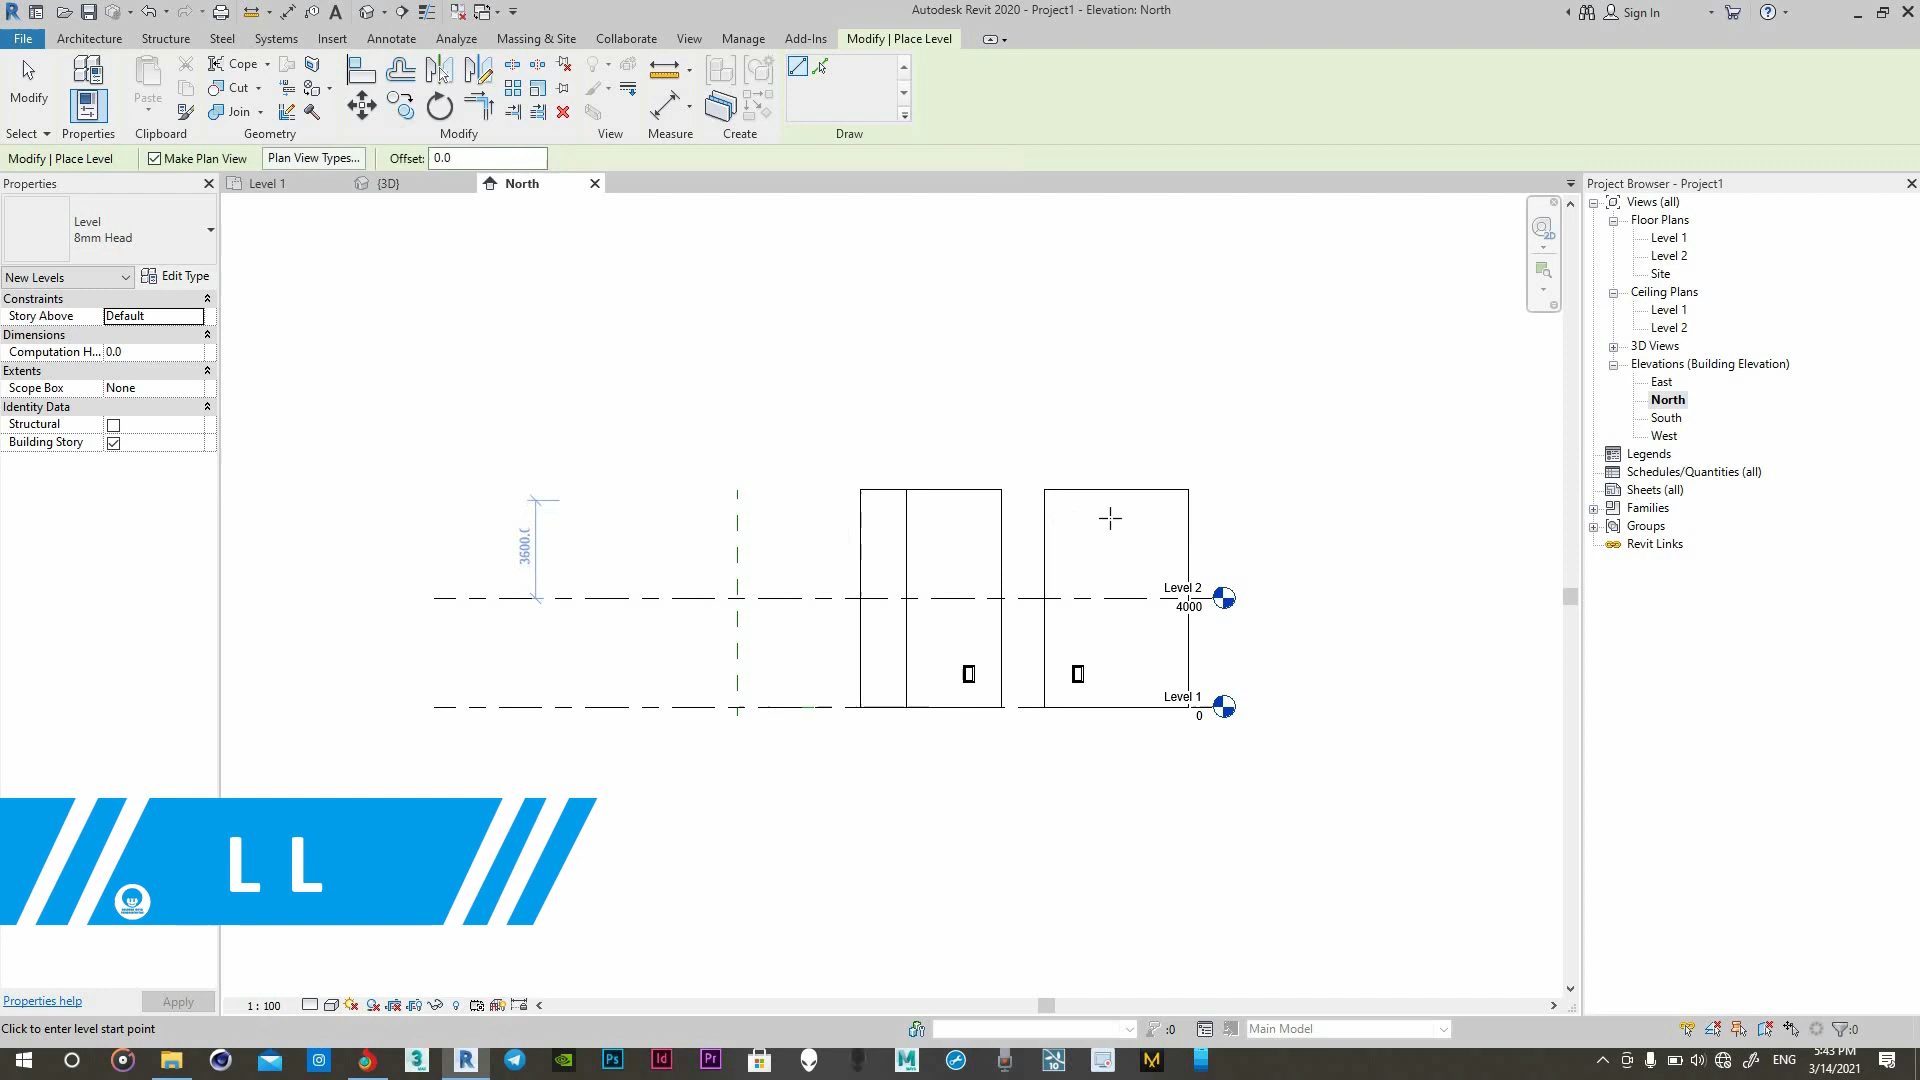 Autodesk Revit 2020 - Project1 - Elevation: North
Sign In
File Architecture Structure Steel Systems Insert Annotate Analyze Massing & Site Collaborate View Manage Add-Ins Modify | Place Level
Modify
Paste
Cope
Cut
Join
Select Properties Clipboard Geometry Modify View Measure Create Draw
Modify | Place Level Make Plan View Plan View Types... Offset: 0.0
Properties
Level 1 {3D} North
Project Browser - Project1
Level
8mm Head
New Levels Edit Type
Constraints
Story Above Default
Dimensions
Computation H... 0.0
Extents
Scope Box None
Identity Data
Structural
Building Story
Views (all)
Floor Plans
Level 1
Level 2
Site
Ceiling Plans
Level 1
Level 2
3D Views
Elevations (Building Elevation)
East
North
South
West
Legends
Schedules/Quantities (all)
Sheets (all)
Families
Groups
Revit Links
2D
3600.0
Level 2
4000
Level 1
0
L L
Properties help Apply
1 : 100
Click to enter level start point
:0
Main Model
:0
Ps
Id
Pr
ENG
5:43 PM
3/14/2021